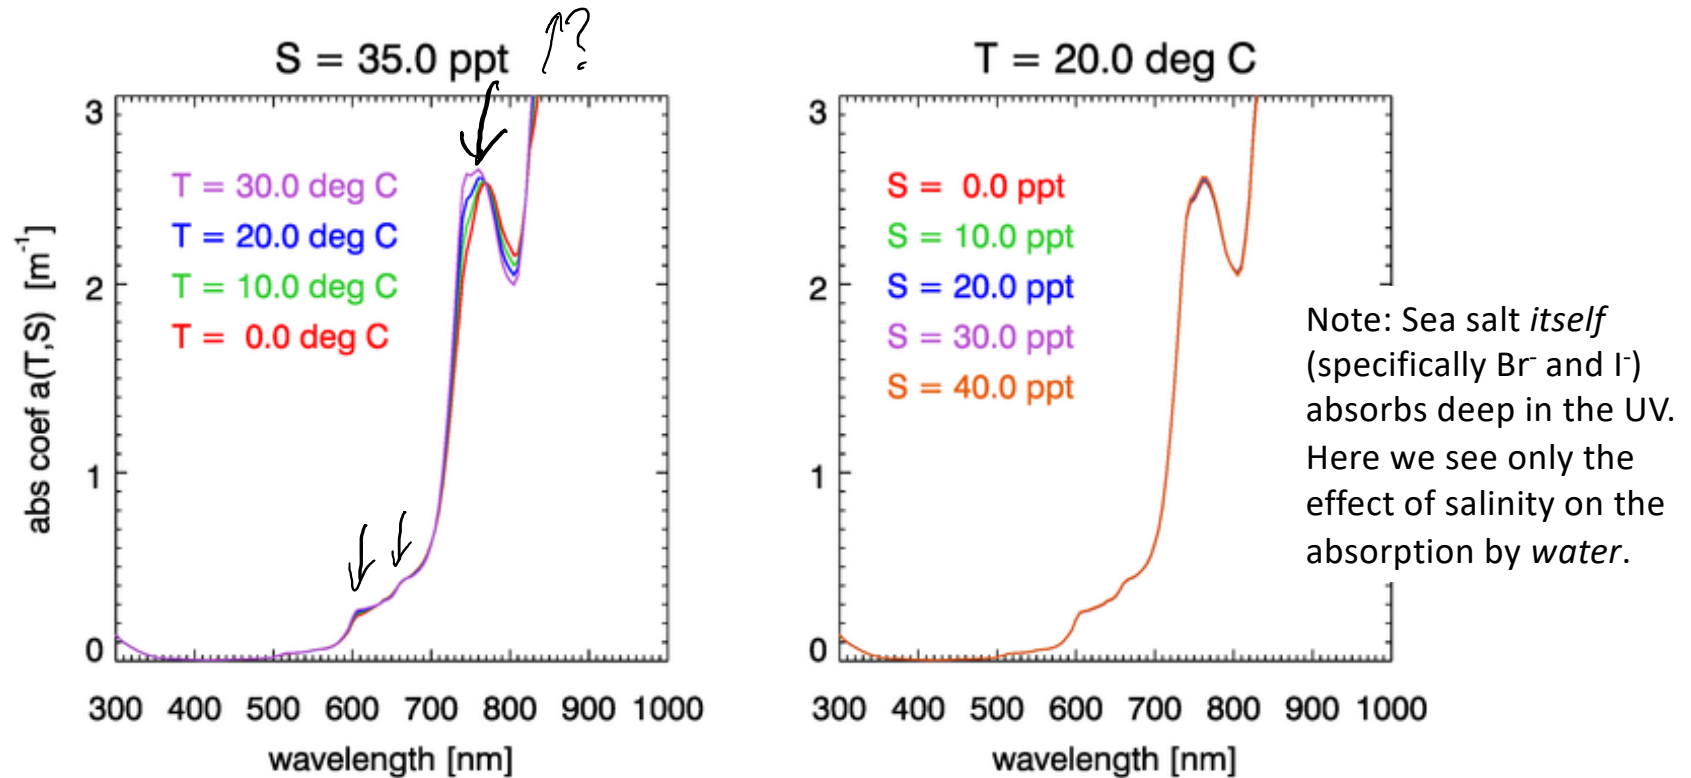 ?
S = 35.0 ppt
3
2
1
0
abs coef a(T,S) [m⁻¹]
T = 30.0 deg C
T = 20.0 deg C
T = 10.0 deg C
T = 0.0 deg C
300 400 500 600 700 800 900 1000
wavelength [nm]
T = 20.0 deg C
3
2
1
0
S = 0.0 ppt
S = 10.0 ppt
S = 20.0 ppt
S = 30.0 ppt
S = 40.0 ppt
300 400 500 600 700 800 900 1000
wavelength [nm]
Note: Sea salt itself
(specifically Br⁻ and I⁻)
absorbs deep in the UV.
Here we see only the
effect of salinity on the
absorption by water.